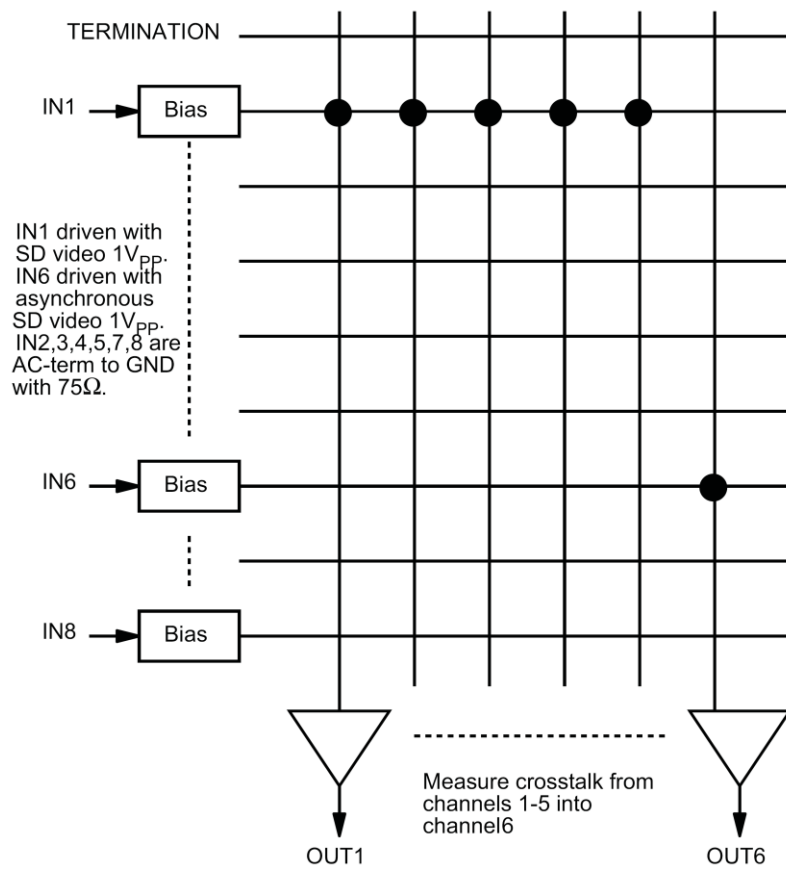 TERMINATION
IN1
Bias
IN1 driven with
SD video 1VPP.
IN6 driven with
asynchronous
SD video 1VPP.
IN2,3,4,5,7,8 are
AC-term to GND
with 75Ω.
IN6
Bias
IN8
Bias
Measure crosstalk from
channels 1-5 into
channel6
OUT1
OUT6